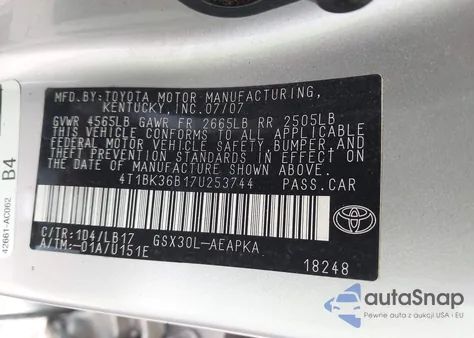 MFD.BY:TOYOTA MOTOR MANUFACTURING,
KENTUCKY, INC.07/07
GVWR 4565LB GAWR FR 2665LB RR 2505LB
THIS VEHICLE CONFORMS TO ALL APPLICABLE
FEDERAL MOTOR VEHICLE SAFETY, BUMPER, AND
THEFT PREVENTION STANDARDS IN EFFECT ON
THE DATE OF MANUFACTURE SHOWN ABOVE.
4T1BK36B17U253744 PASS.CAR
C/TR:1D4/LB17 GSX30L-AEAPKA
A/TM:-01A/U151E
18248
TOYOTA
42661-AC062
B4
autoSnap
Pewne auta z aukcji USA i EU